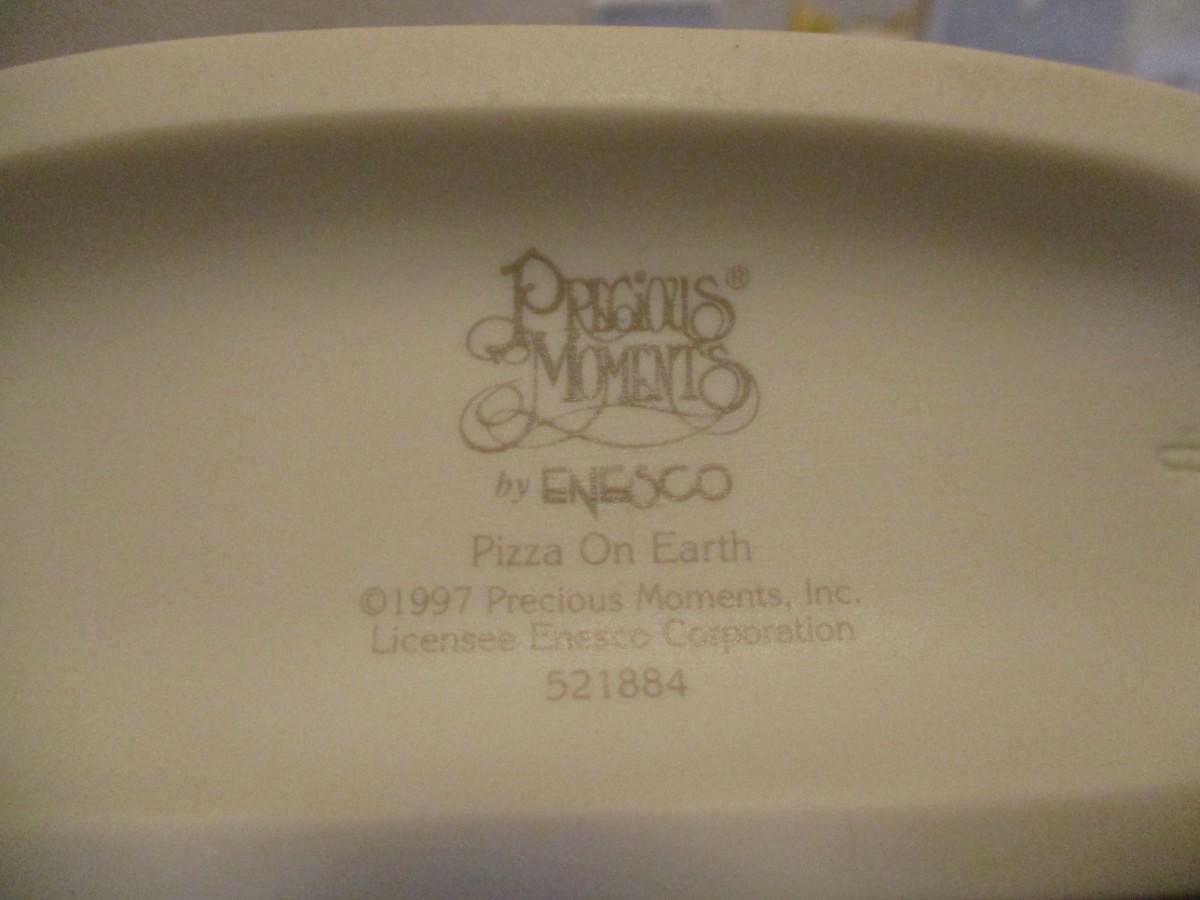 PRECIOUS®
MOMENTS
by ENESCO
Pizza On Earth
©1997 Precious Moments, Inc.
Licensee Enesco Corporation
521884